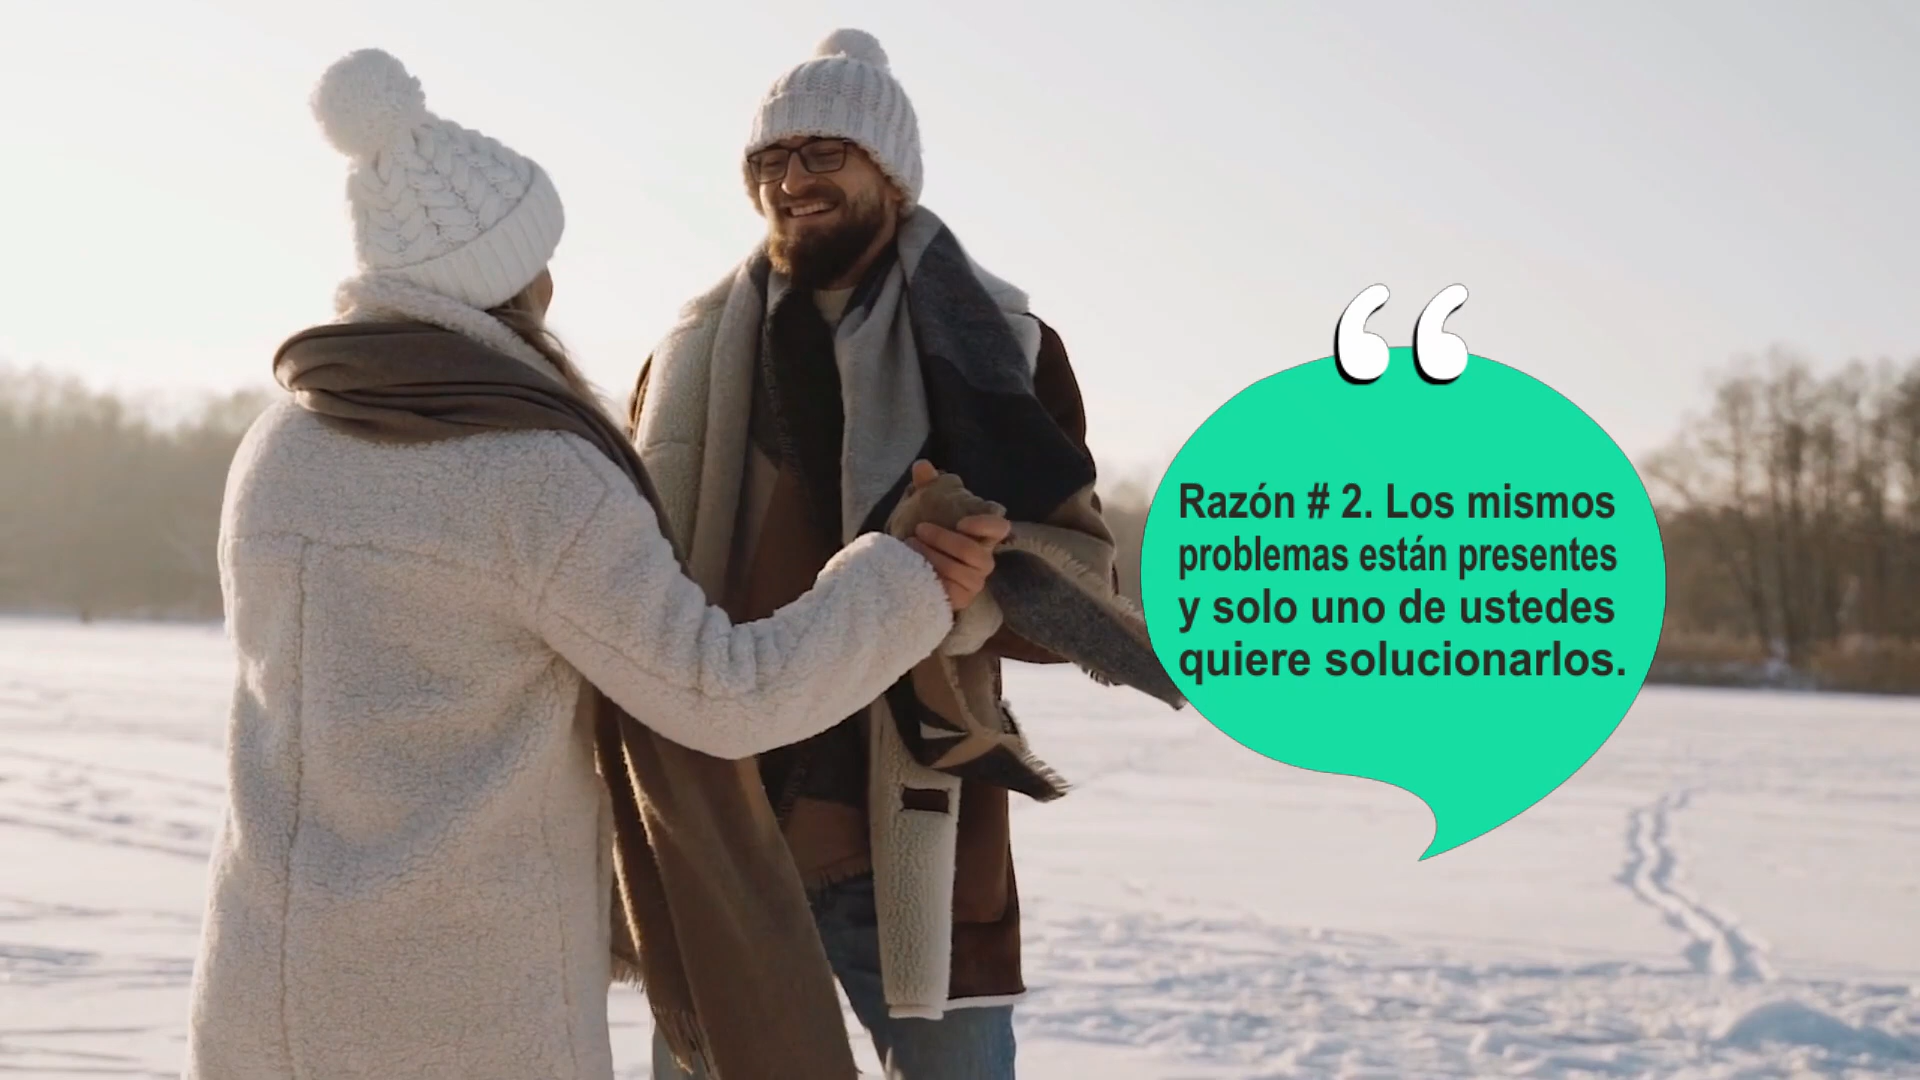 Razón # 2. Los mismos
problemas están presentes
y solo uno de ustedes
quiere solucionarlos.